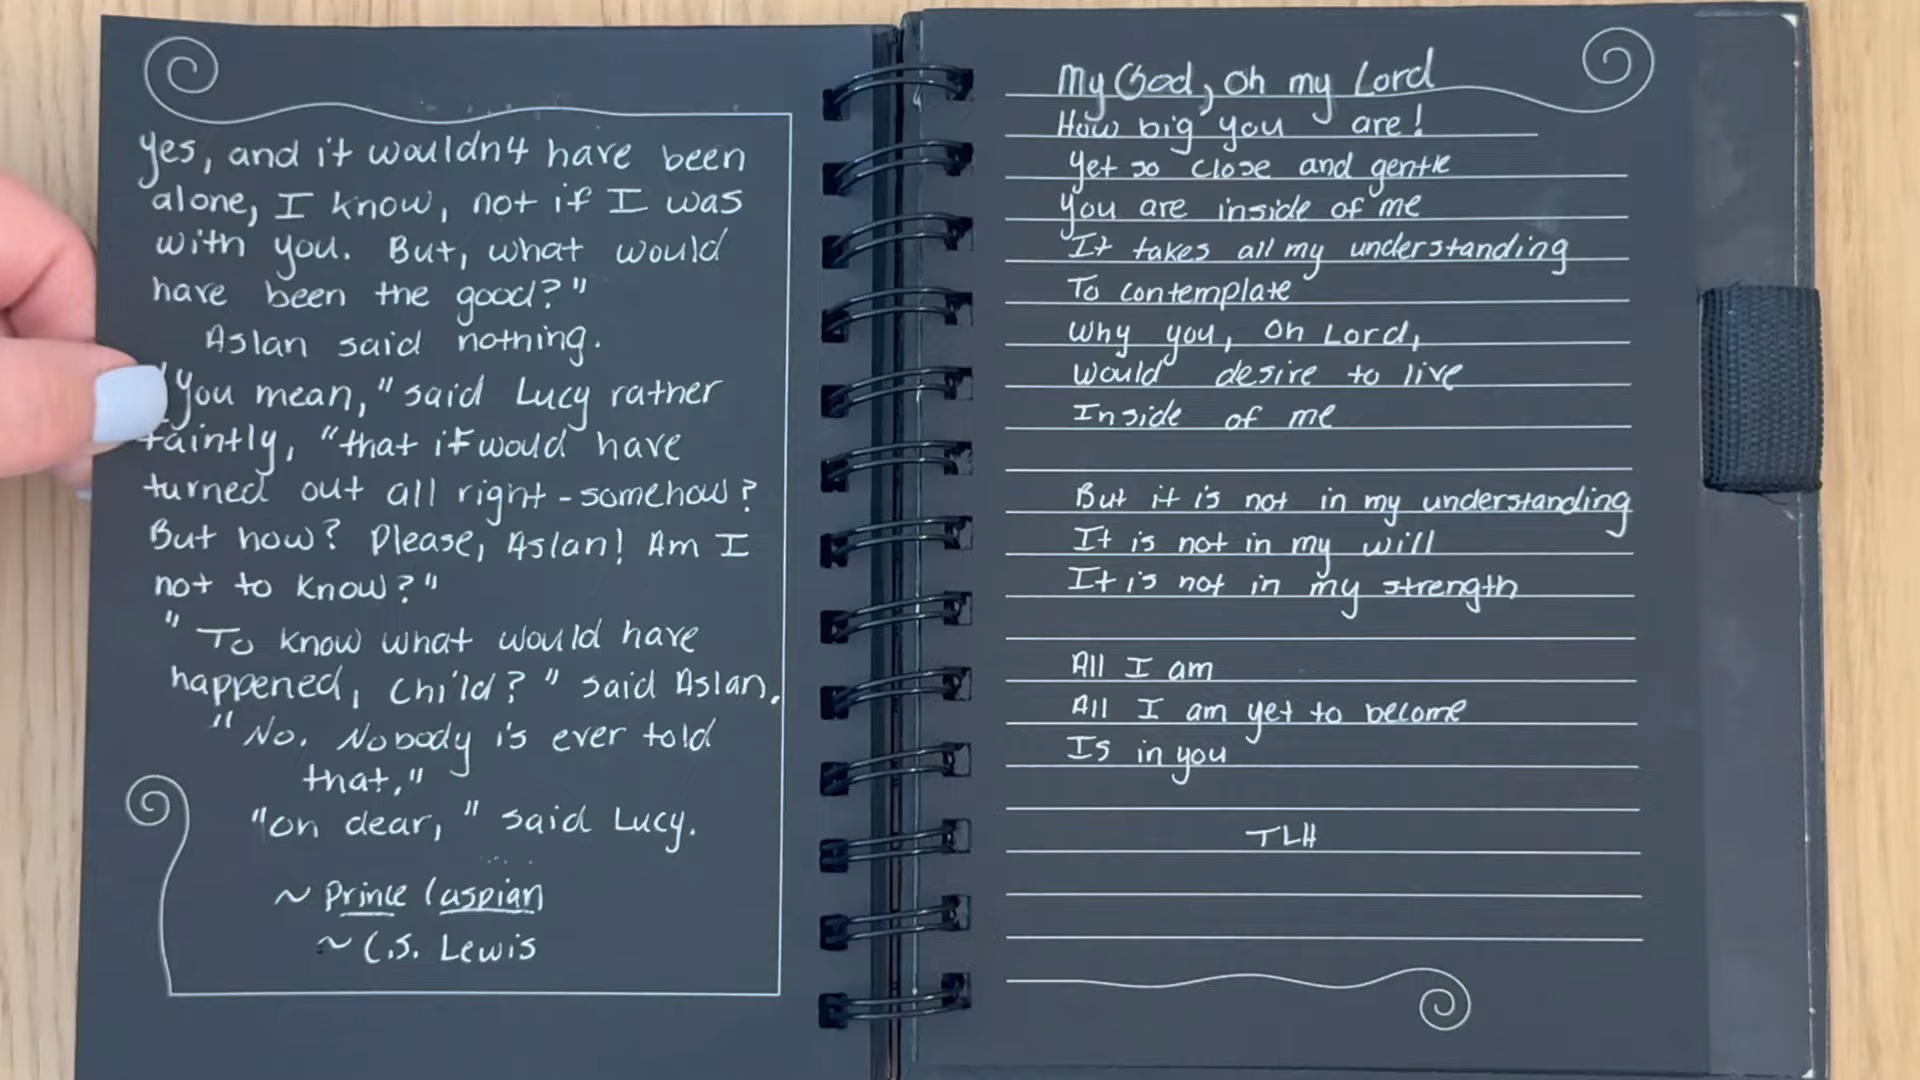 yes, and it wouldn4 have been
alone, I know, not if I was
with you. But, what would
have been the good?"
Aslan said nothing.
"You mean," said Lucy rather
faintly, "that it would have
turned out all right - somehow?
But how? Please, Aslan! Am I
not to know?"
"To know what would have
happened, child?" said Aslan.
"No. Nobody is ever told
that."
"Oh dear," said Lucy.
~ Prince Caspian
~ C.S. Lewis
My God, Oh my Lord
How big you are!
Yet so close and gentle
You are inside of me
It takes all my understanding
To contemplate
Why you, Oh Lord,
Would desire to live
Inside of me
But it is not in my understanding
It is not in my will
It is not in my strength
All I am
All I am yet to become
Is in you
TLH